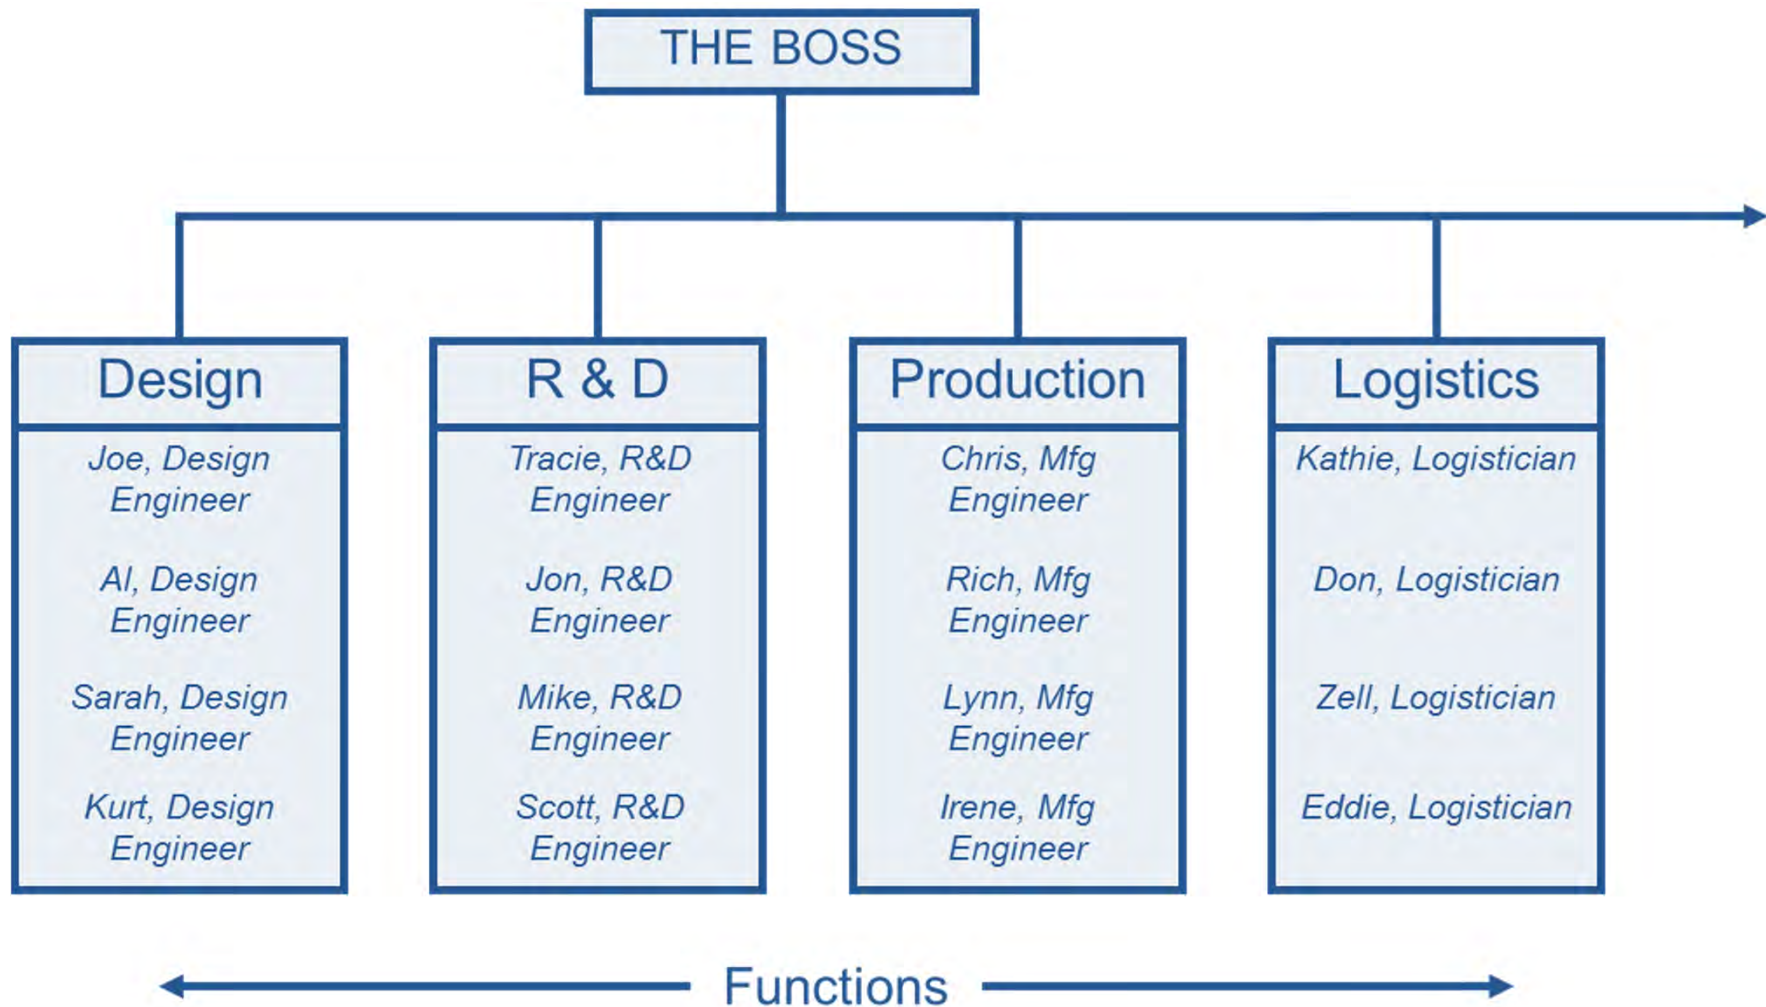 THE BOSS
Design
Joe, Design
Engineer
Al, Design
Engineer
Sarah, Design
Engineer
Kurt, Design
Engineer
R & D
Tracie, R&D
Engineer
Jon, R&D
Engineer
Mike, R&D
Engineer
Scott, R&D
Engineer
Production
Chris, Mfg
Engineer
Rich, Mfg
Engineer
Lynn, Mfg
Engineer
Irene, Mfg
Engineer
Logistics
Kathie, Logistician
Don, Logistician
Zell, Logistician
Eddie, Logistician
Functions